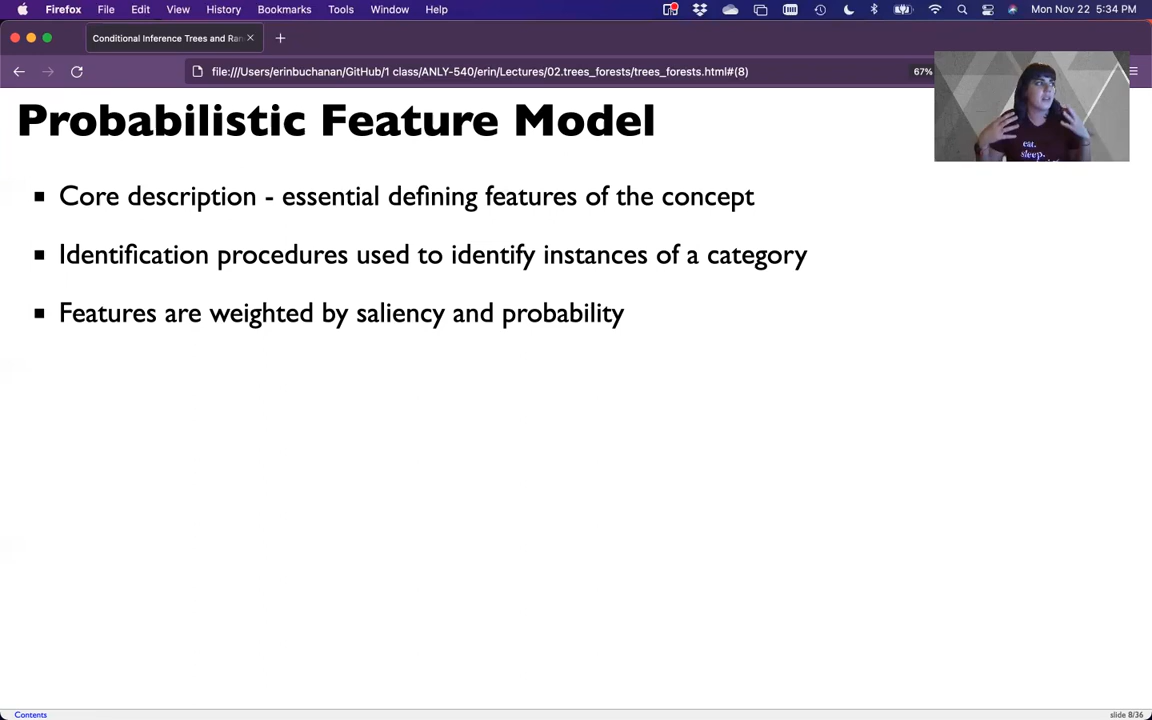 Firefox File Edit View History Bookmarks Tools Window Help Mon Nov 22 5:34 PM
Conditional Inference Trees and Ran
file:///Users/erinbuchanan/GitHub/1 class/ANLY-540/erin/Lectures/02.trees_forests/trees_forests.html#(8) 67%
Probabilistic Feature Model
eat.
sleep.
Core description - essential defining features of the concept
Identification procedures used to identify instances of a category
Features are weighted by saliency and probability
Contents
slide 8/36